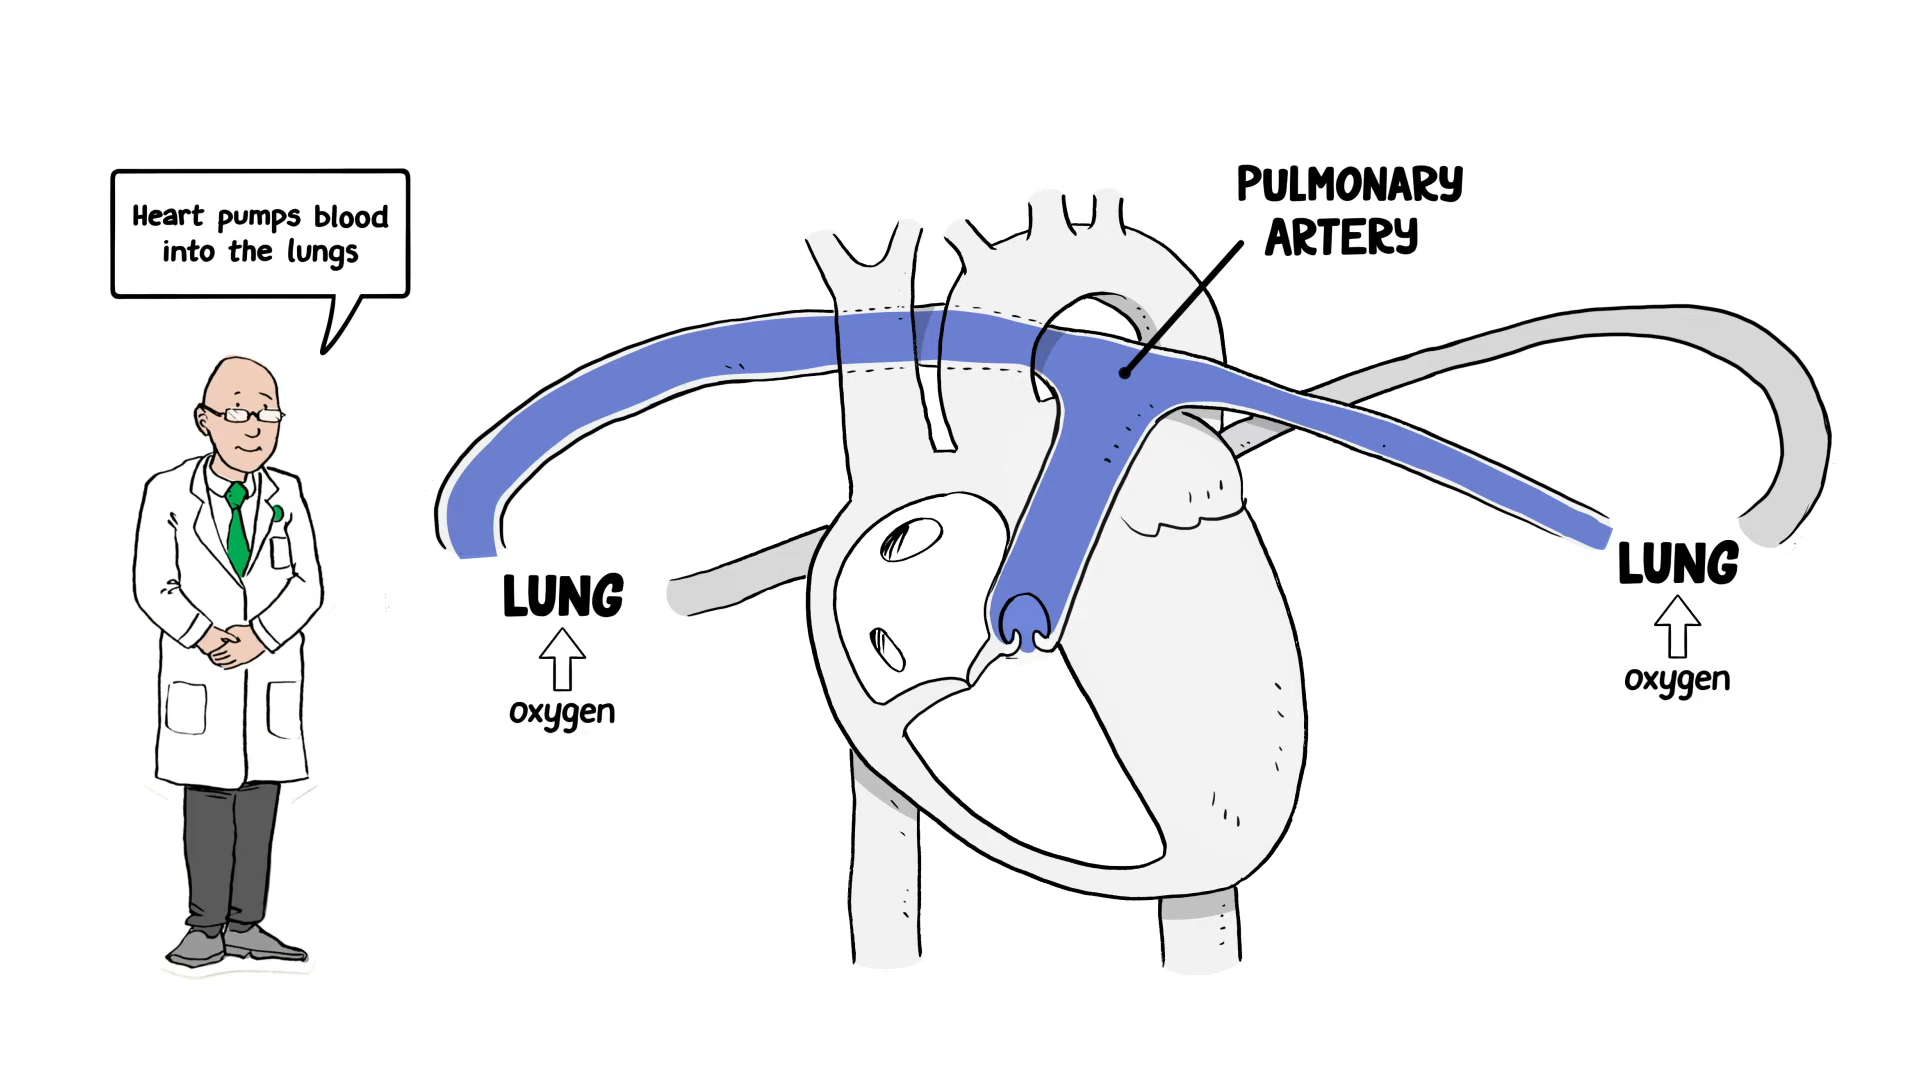 Heart pumps blood
into the lungs
PULMONARY
ARTERY
LUNG
oxygen
LUNG
oxygen